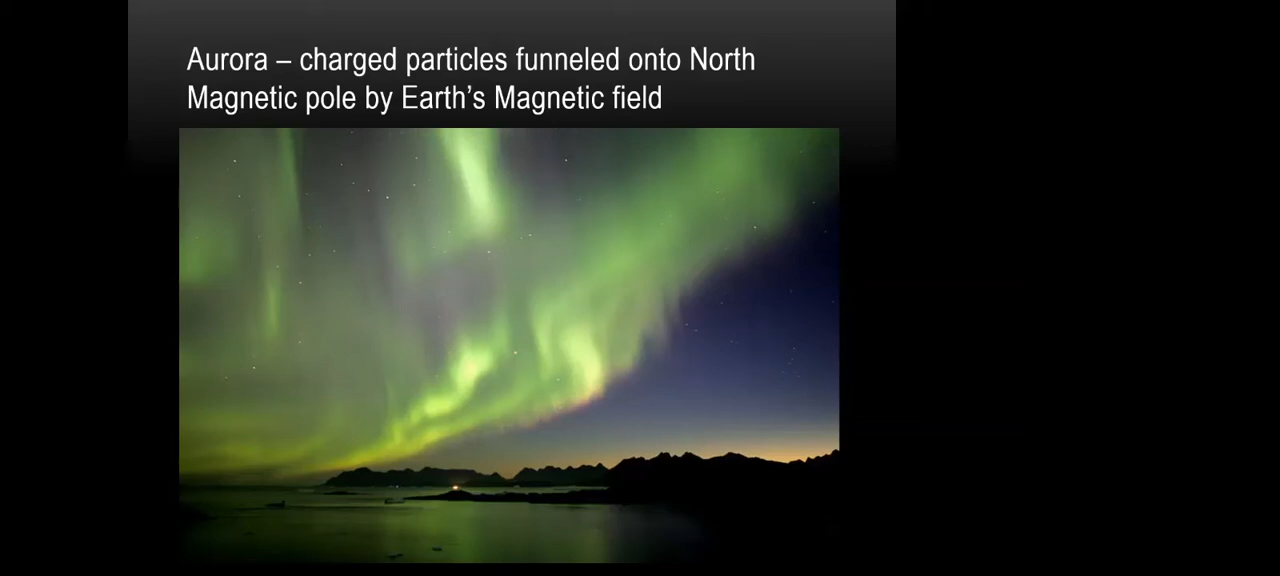 Aurora – charged particles funneled onto North
Magnetic pole by Earth’s Magnetic field